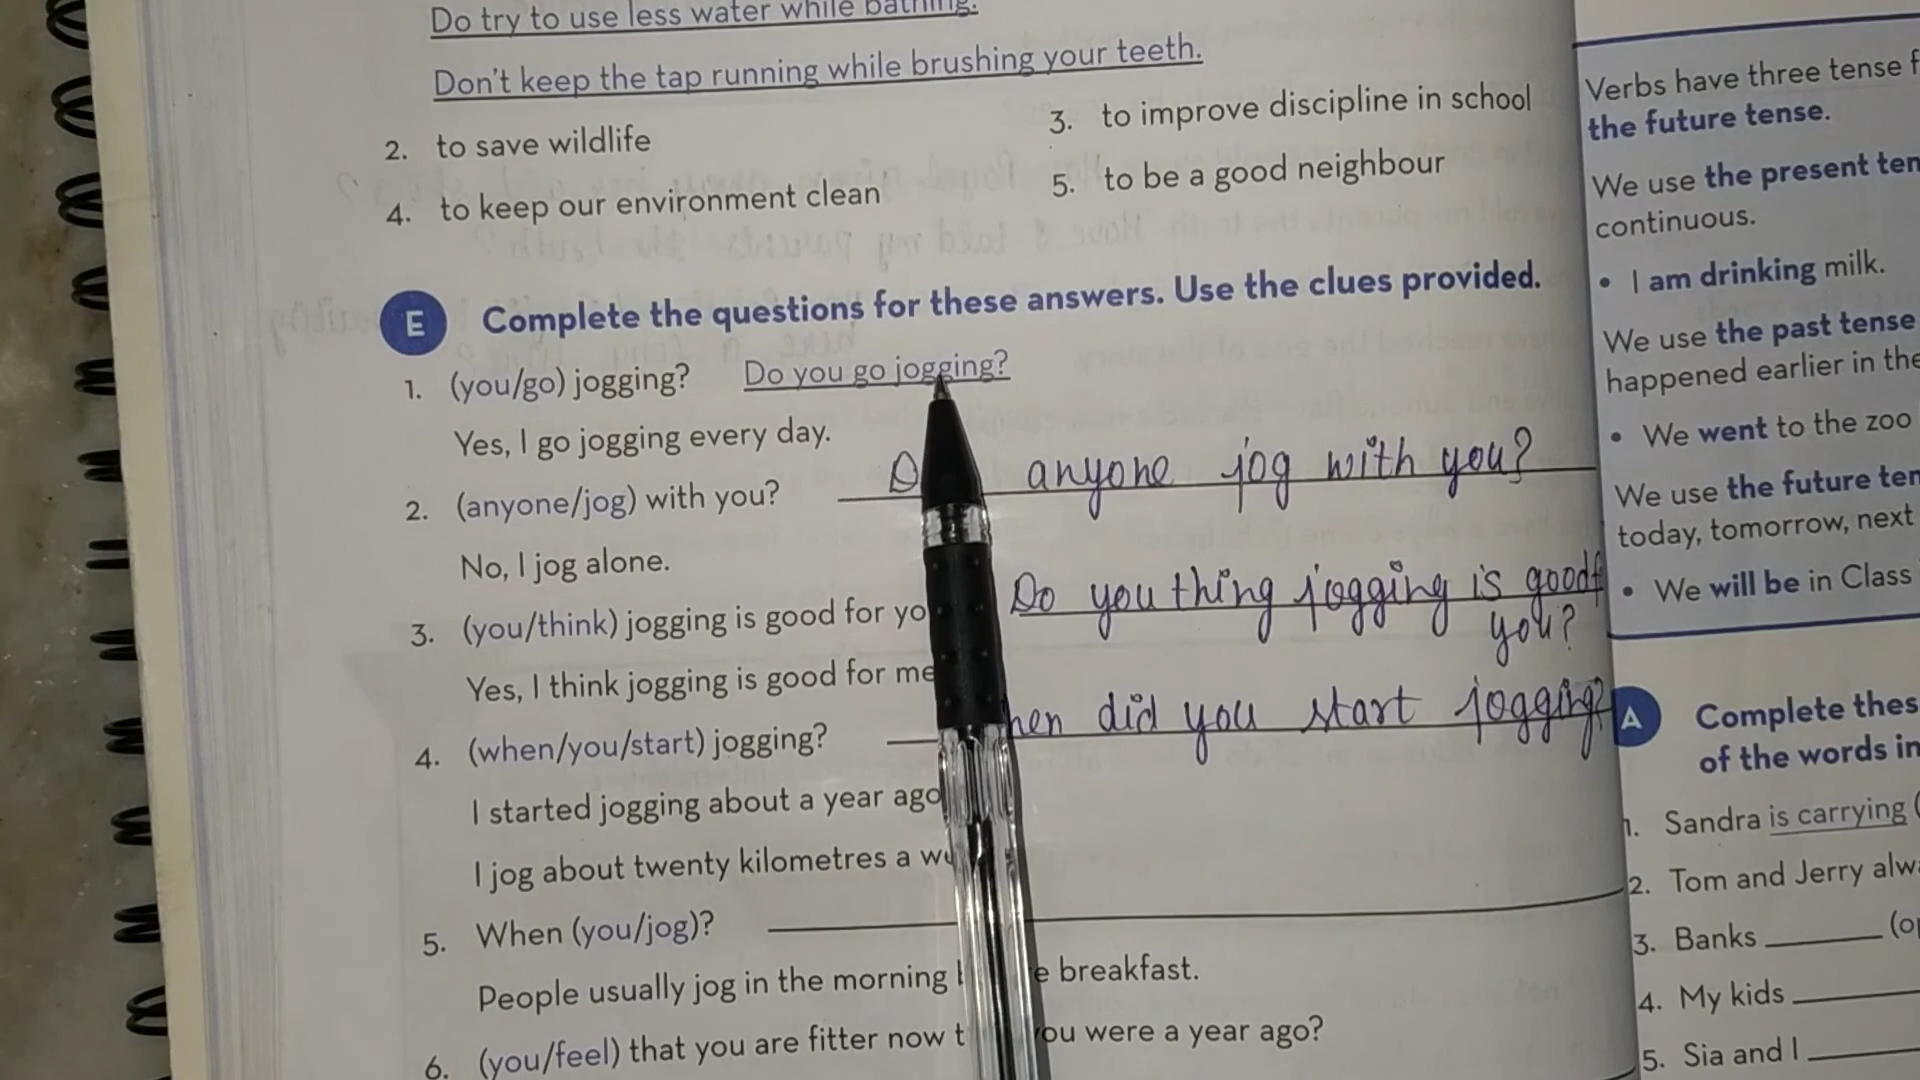 Do try to use less water while bathing.
Don't keep the tap running while brushing your teeth.
2. to save wildlife
3. to improve discipline in school
4. to keep our environment clean
5. to be a good neighbour
E Complete the questions for these answers. Use the clues provided.
1. (you/go) jogging? Do you go jogging?
Yes, I go jogging every day.
2. (anyone/jog) with you? anyone jog with you?
No, I jog alone.
3. (you/think) jogging is good for Do you thing jogging is good
you?
Yes, I think jogging is good for me
4. (when/you/start) jogging? did you start jogging?
I started jogging about a year ago
I jog about twenty kilometres a
5. When (you/jog)?
People usually jog in the morning breakfast.
6. (you/feel) that you are fitter now you were a year ago?
Verbs have three tense
the future tense.
We use the present
continuous.
• I am drinking milk.
We use the past tense
happened earlier in the
• We went to the zoo
We use the future
today, tomorrow, next
• We will be in Class
A Complete
of the words in
1. Sandra is carrying (
2. Tom and Jerry
3. Banks
4. My kids
5. Sia and I